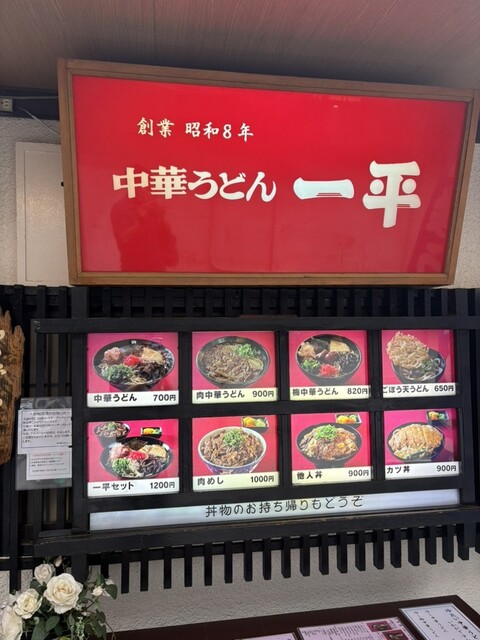 創業 昭和8年
中華うどん 一平
中華うどん 700円
肉中華うどん 900円
梅中華うどん 820円
ごぼう天うどん 650円
一平セット 1200円
肉めし 1000円
他人丼 900円
カツ丼 900円
丼物のお持ち帰りもどうぞ